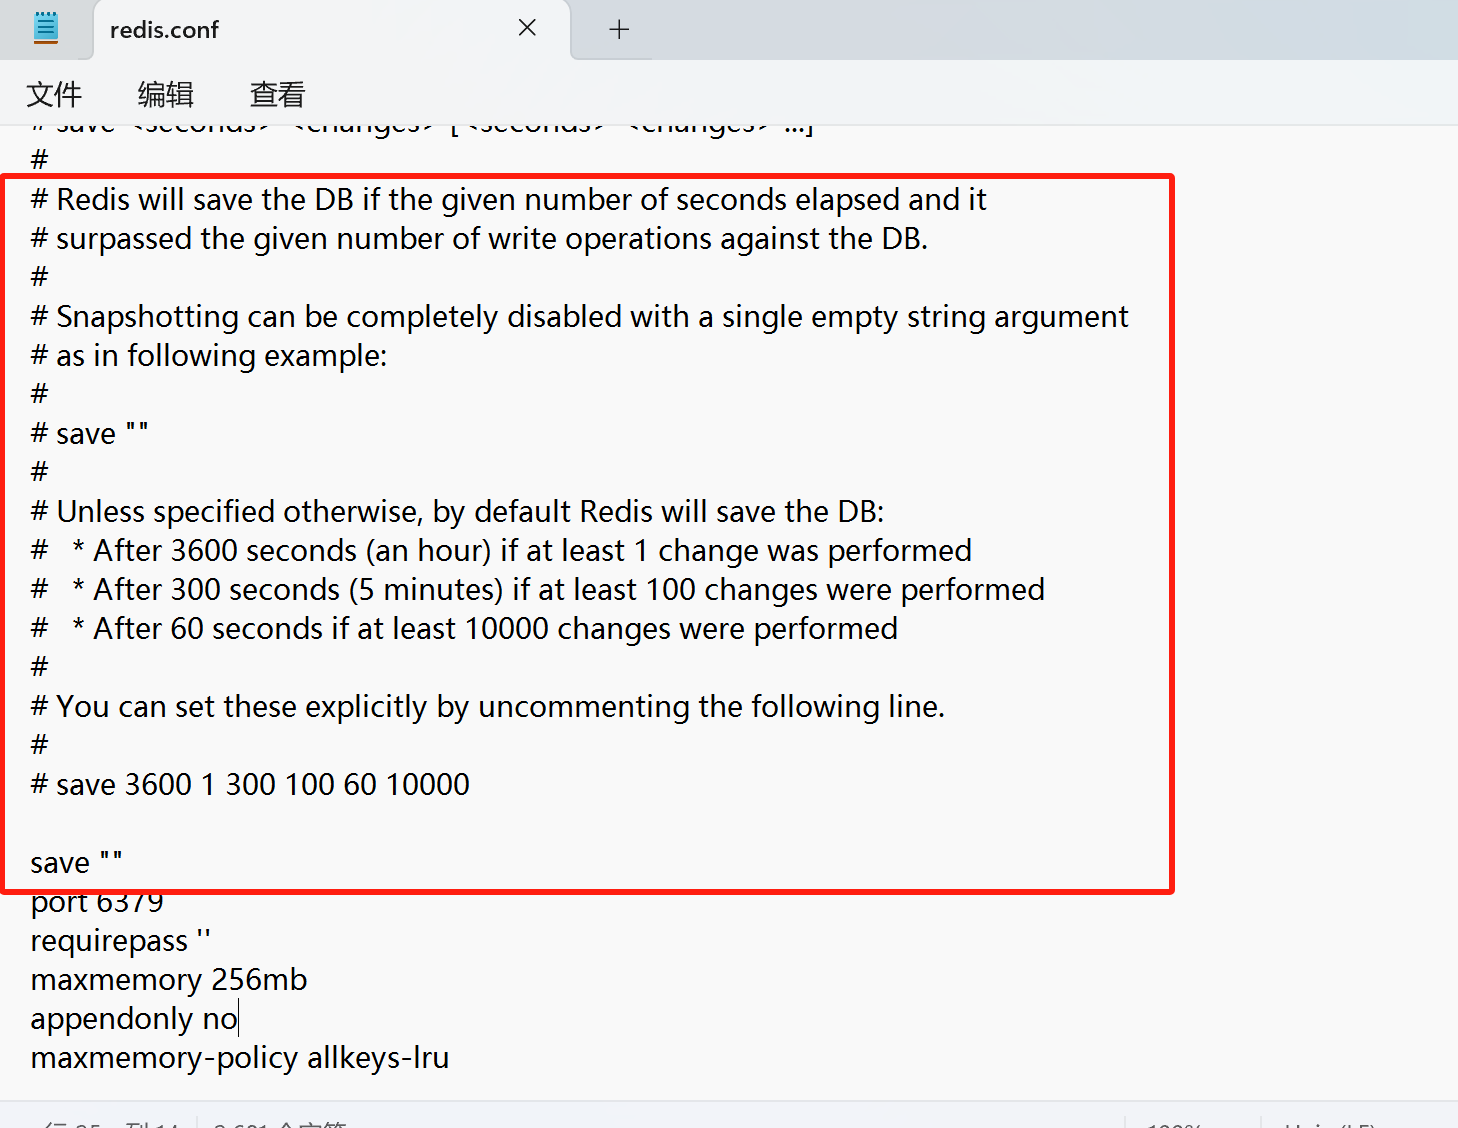 redis.conf
文件 编辑 查看
# save <seconds> <changes> [<seconds> <changes> ...]
#
# Redis will save the DB if the given number of seconds elapsed and it
# surpassed the given number of write operations against the DB.
#
# Snapshotting can be completely disabled with a single empty string argument
# as in following example:
#
# save ""
#
# Unless specified otherwise, by default Redis will save the DB:
#   * After 3600 seconds (an hour) if at least 1 change was performed
#   * After 300 seconds (5 minutes) if at least 100 changes were performed
#   * After 60 seconds if at least 10000 changes were performed
#
# You can set these explicitly by uncommenting the following line.
#
# save 3600 1 300 100 60 10000
save ""
port 6379
requirepass ''
maxmemory 256mb
appendonly no
maxmemory-policy allkeys-lru